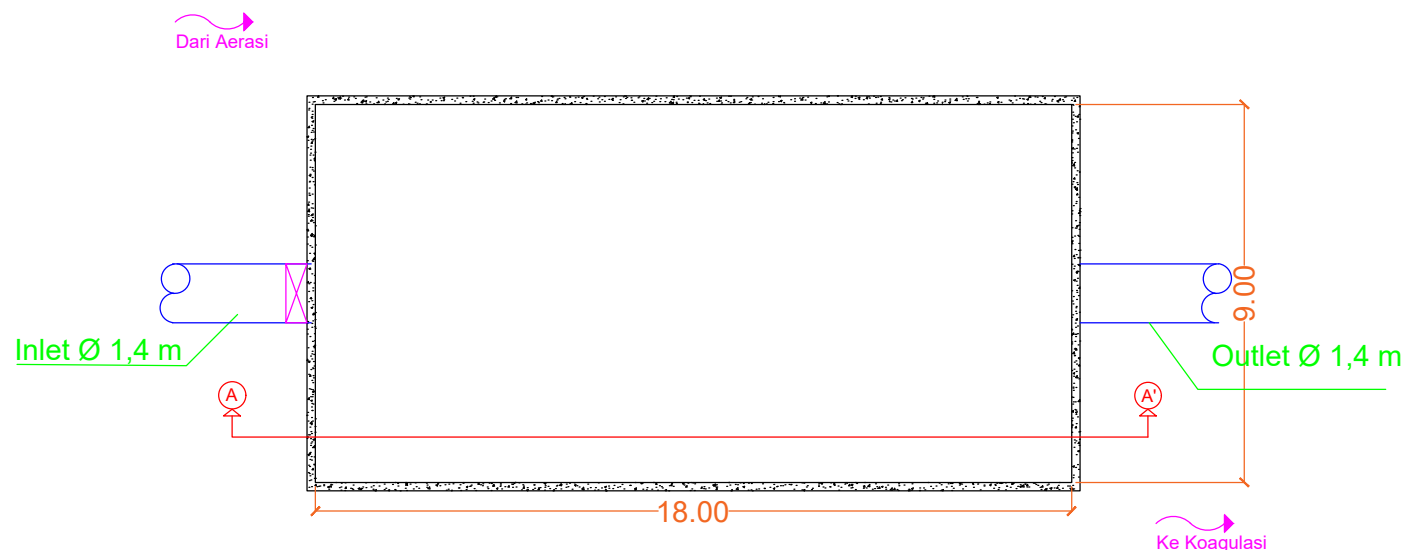 Dari Aerasi
9.00
Inlet Ø 1,4 m
Outlet Ø 1,4 m
A
A'
18.00
Ke Koagulasi